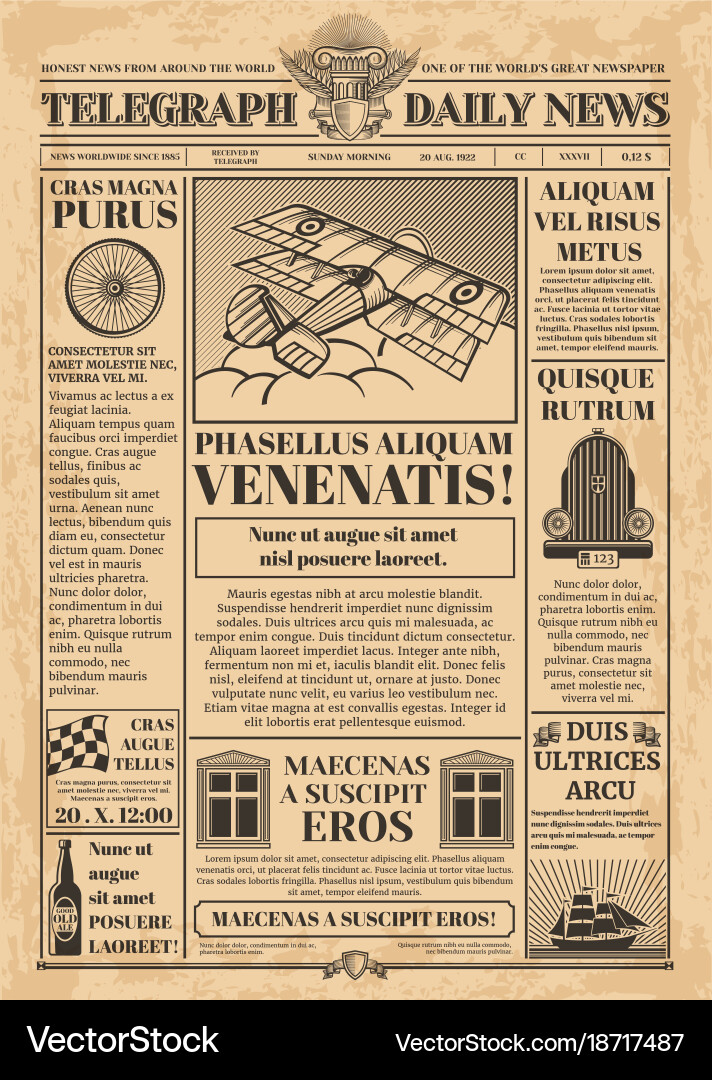 HONEST NEWS FROM AROUND THE WORLD
ONE OF THE WORLD'S GREAT NEWSPAPER
TELEGRAPH DAILY NEWS
NEWS WORLDWIDE SINCE 1885
RECEIVED BY
TELEGRAPH
SUNDAY MORNING
20 AUG. 1922
CC
XXXVII
0,12 $
CRAS MAGNA
PURUS
CONSECTETUR SIT
AMET MOLESTIE NEC,
VIVERRA VEL MI.
Vivamus ac lectus a ex
feugiat lacinia.
Aliquam tempus quam
faucibus orci imperdiet
congue. Cras augue
tellus, finibus ac
sodales quis,
vestibulum sit amet
urna. Aenean nunc
lectus, bibendum quis
diam eu, consectetur
dictum quam. Donec
vel est in mauris
ultricies pharetra.
Nunc dolor dolor,
condimentum in dui
ac, pharetra lobortis
enim. Quisque rutrum
nibh eu nulla
commodo, nec
bibendum mauris
pulvinar.
CRAS
AUGUE
TELLUS
Cras magna purus, consectetur sit
amet molestie nec, viverra vel mi.
Maecenas a suscipit eros.
20 . X. 12:00
GOOD
OLD
ALE
Nunc ut
augue
sit amet
POSUERE
LAOREET!
PHASELLUS ALIQUAM
VENENATIS!
Nunc ut augue sit amet
nisl posuere laoreet.
Mauris egestas nibh at arcu molestie blandit.
Suspendisse hendrerit imperdiet nunc dignissim
sodales. Duis ultrices arcu quis mi malesuada, ac
tempor enim congue. Duis tincidunt dictum consectetur.
Aliquam laoreet imperdiet lacus. Integer ante nibh,
fermentum non mi et, iaculis blandit elit. Donec felis
nisl, eleifend at tincidunt ut, ornare at justo. Donec
vulputate nunc velit, eu varius leo vestibulum nec.
Etiam vitae magna at est convallis egestas. Integer id
elit lobortis erat pellentesque euismod.
MAECENAS
A SUSCIPIT
EROS
Lorem ipsum dolor sit amet, consectetur adipiscing elit. Phasellus aliquam
venenatis orci, ut placerat felis tincidunt ac. Fusce lacinia ut tortor vitae luctus.
Cras sodales lobortis fringilla. Phasellus nisl ipsum, vestibulum quis bibendum
sit amet, tempor eleifend mauris.
MAECENAS A SUSCIPIT EROS!
Nunc dolor dolor, condimentum in dui ac,
pharetra lobortis enim.
Quisque rutrum nibh eu nulla commodo,
nec bibendum mauris pulvinar.
ALIQUAM
VEL RISUS
METUS
Lorem ipsum dolor sit amet,
consectetur adipiscing elit.
Phasellus aliquam venenatis
orci, ut placerat felis tincidunt
ac. Fusce lacinia ut tortor vitae
luctus. Cras sodales lobortis
fringilla. Phasellus nisl ipsum,
vestibulum quis bibendum sit
amet, tempor eleifend mauris.
QUISQUE
RUTRUM
123
Nunc dolor dolor,
condimentum in dui ac,
pharetra lobortis enim.
Quisque rutrum nibh eu
nulla commodo, nec
bibendum mauris
pulvinar. Cras magna
purus, consectetur sit
amet molestie nec,
viverra vel mi.
DUIS
ULTRICES
ARCU
Suspendisse hendrerit imperdiet
nunc dignissim sodales. Duis ultrices
arcu quis mi malesuada, ac tempor
enim congue.
VectorStock®
VectorStock.com/18717487